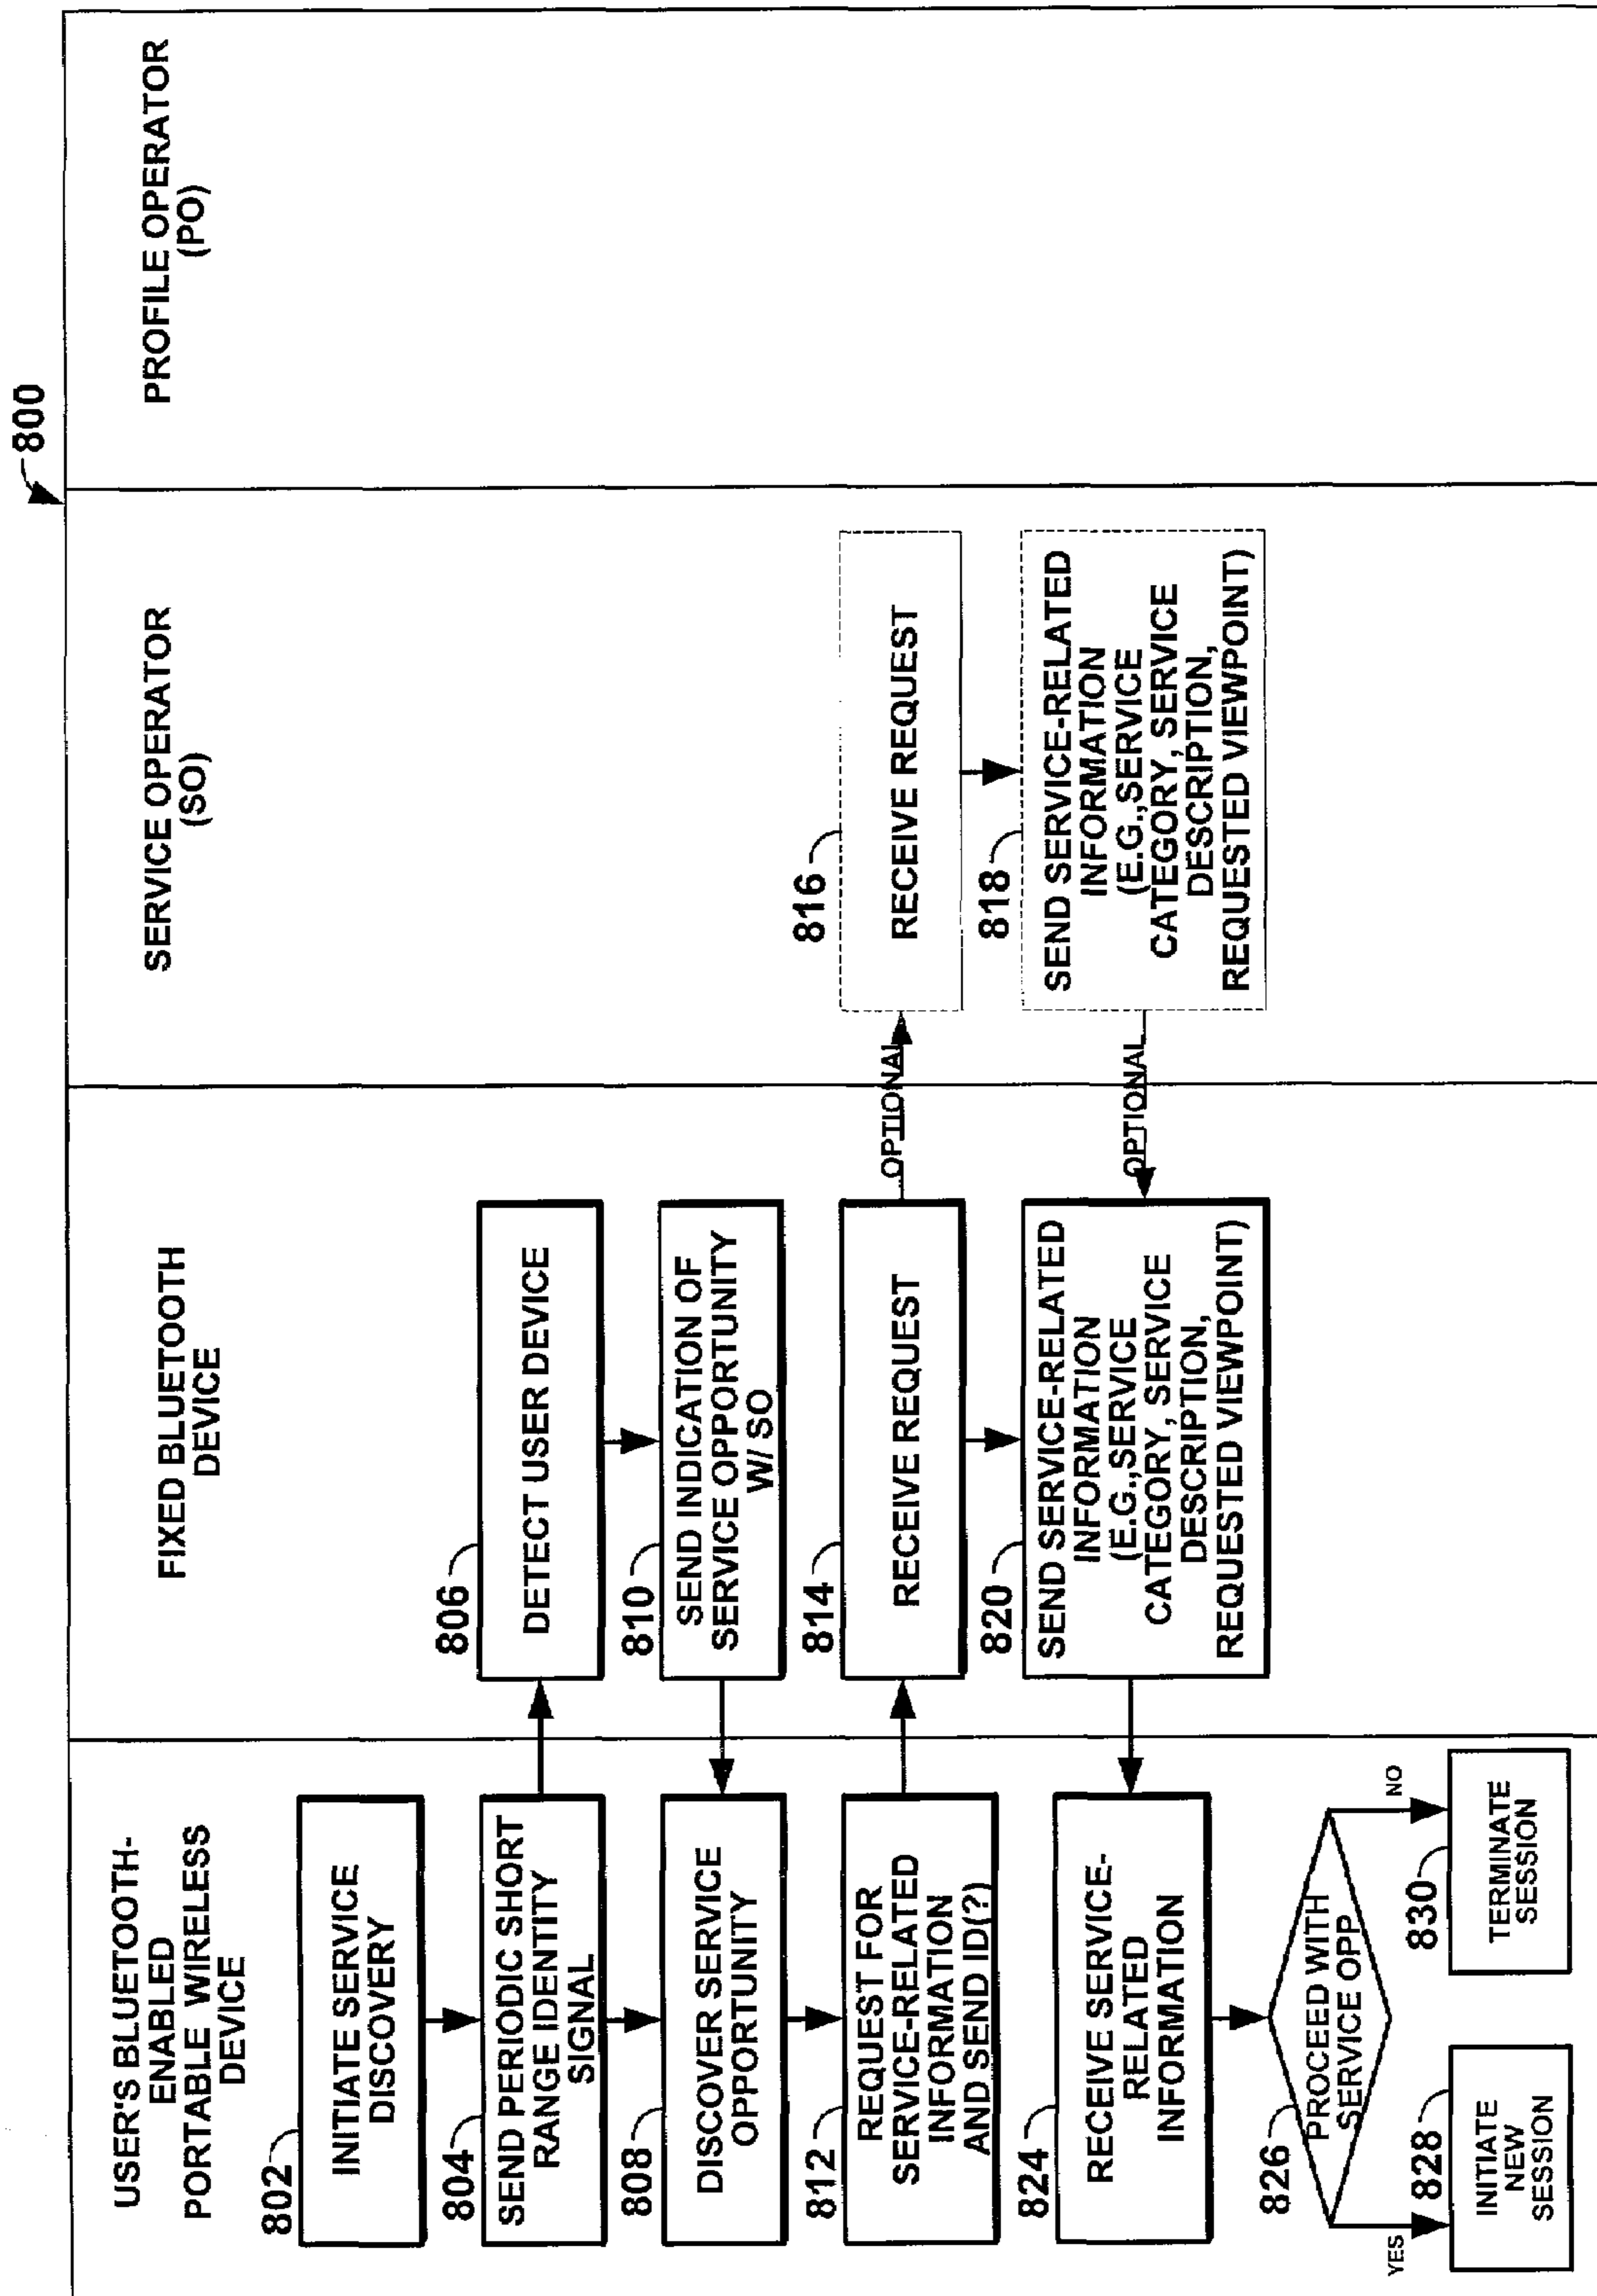 800
USER'S BLUETOOTH-
ENABLED
PORTABLE WIRELESS
DEVICE
FIXED BLUETOOTH
DEVICE
SERVICE OPERATOR
(SO)
PROFILE OPERATOR
(PO)
802
INITIATE SERVICE
DISCOVERY
804
SEND PERIODIC SHORT
RANGE IDENTITY
SIGNAL
806
DETECT USER DEVICE
808
DISCOVER SERVICE
OPPORTUNITY
810
SEND INDICATION OF
SERVICE OPPORTUNITY
W/ SO
812
REQUEST FOR
SERVICE-RELATED
INFORMATION
AND SEND ID(?)
814
RECEIVE REQUEST
OPTIONAL
816
RECEIVE REQUEST
818
SEND SERVICE-RELATED
INFORMATION
(E.G.,SERVICE
CATEGORY, SERVICE
DESCRIPTION,
REQUESTED VIEWPOINT)
OPTIONAL
820
SEND SERVICE-RELATED
INFORMATION
(E.G.,SERVICE
CATEGORY, SERVICE
DESCRIPTION,
REQUESTED VIEWPOINT)
824
RECEIVE SERVICE-
RELATED
INFORMATION
826
PROCEED WITH
SERVICE OPP
YES
NO
828
INITIATE
NEW
SESSION
830
TERMINATE
SESSION